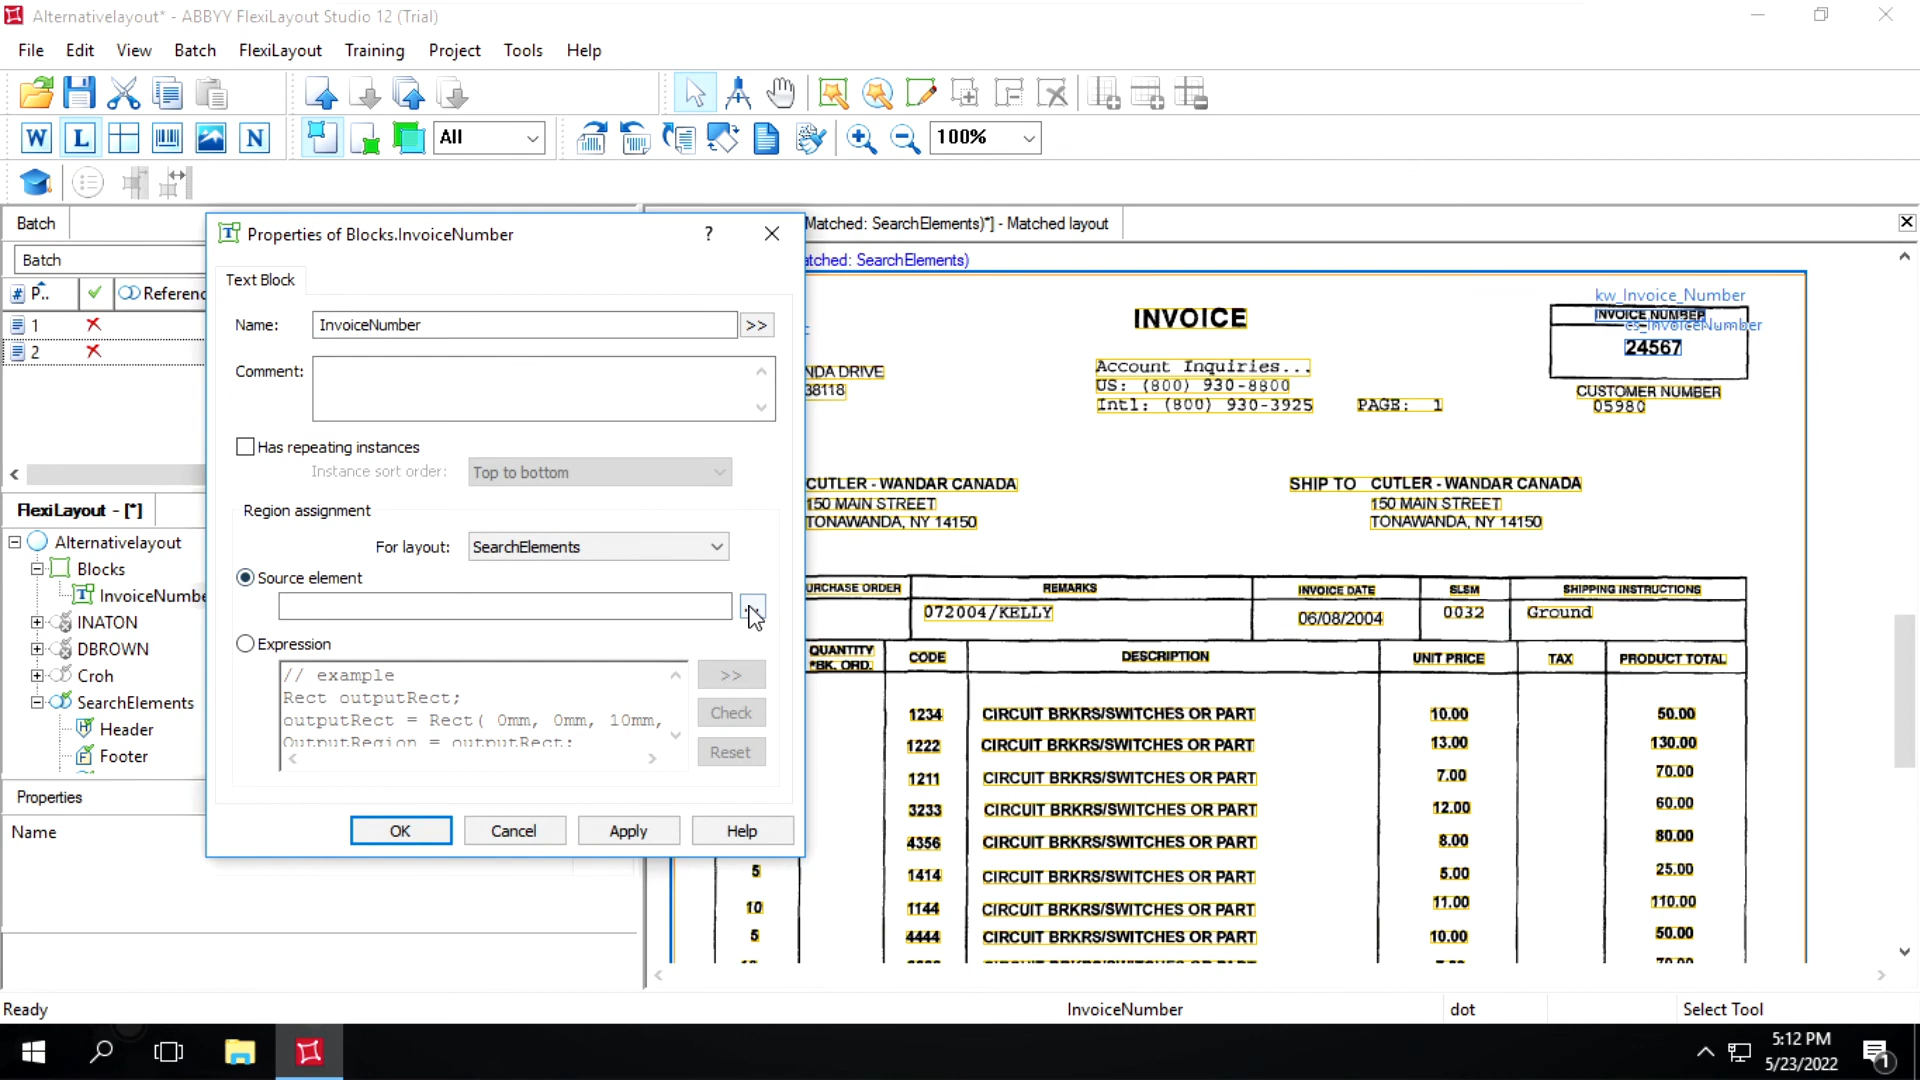 Alternativelayout* - ABBYY FlexiLayout Studio 12 (Trial)
File Edit View Batch FlexiLayout Training Project Tools Help
W L N All 100%
Batch
Batch
# P.. Referenc
1
2
FlexiLayout - [*]
Alternativelayout
Blocks
InvoiceNumbe
INATON
DBROWN
Croh
SearchElements
Header
Footer
Properties
Name
Properties of Blocks.InvoiceNumber ?
Text Block
Name: InvoiceNumber >>
Comment:
Has repeating instances
Instance sort order: Top to bottom
Region assignment
For layout: SearchElements
Source element
Expression
// example
Rect outputRect;
outputRect = Rect( 0mm, 0mm, 10mm,
OutputRegion = outputRect;
>>
Check
Reset
OK Cancel Apply Help
Matched: SearchElements)*] - Matched layout
atched: SearchElements)
INVOICE
kw_Invoice_Number
INVOICE NUMBER
cs_InvoiceNumber
24567
CUSTOMER NUMBER
05980
NDA DRIVE
38118
Account Inquiries...
US: (800) 930-8800
Intl: (800) 930-3925 PAGE: 1
CUTLER - WANDAR CANADA
150 MAIN STREET
TONAWANDA, NY 14150
SHIP TO CUTLER - WANDAR CANADA
150 MAIN STREET
TONAWANDA, NY 14150
URCHASE ORDER REMARKS INVOICE DATE SLSM SHIPPING INSTRUCTIONS
072004/KELLY 06/08/2004 0032 Ground
QUANTITY
*BK. ORD. CODE DESCRIPTION UNIT PRICE TAX PRODUCT TOTAL
1234 CIRCUIT BRKRS/SWITCHES OR PART 10.00 50.00
1222 CIRCUIT BRKRS/SWITCHES OR PART 13.00 130.00
1211 CIRCUIT BRKRS/SWITCHES OR PART 7.00 70.00
3233 CIRCUIT BRKRS/SWITCHES OR PART 12.00 60.00
4356 CIRCUIT BRKRS/SWITCHES OR PART 8.00 80.00
5 1414 CIRCUIT BRKRS/SWITCHES OR PART 5.00 25.00
10 1144 CIRCUIT BRKRS/SWITCHES OR PART 11.00 110.00
5 4444 CIRCUIT BRKRS/SWITCHES OR PART 10.00 50.00
Ready InvoiceNumber dot Select Tool
5:12 PM
5/23/2022
1